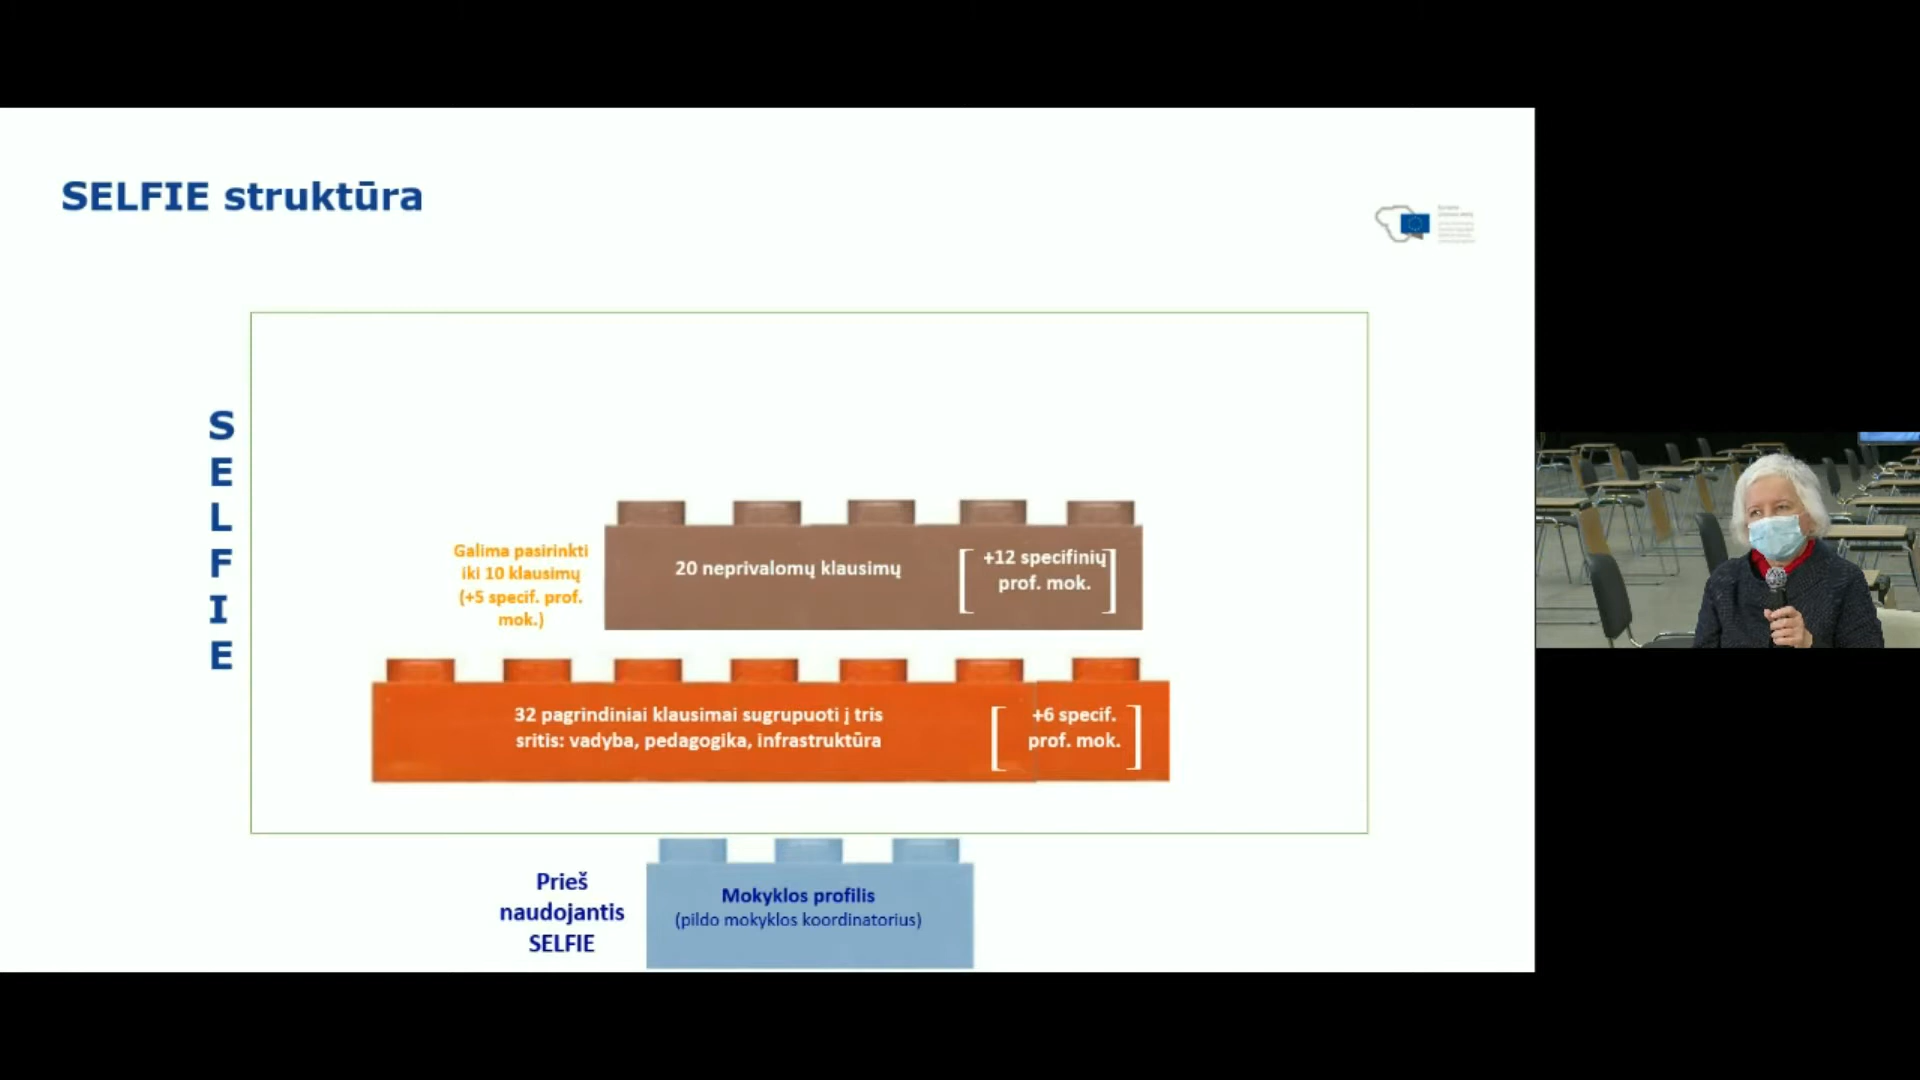 SELFIE struktūra
S
E
L
F
I
E
Galima pasirinkti
iki 10 klausimų
(+5 specif. prof.
mok.)
20 neprivalomų klausimų
+12 specifinių
prof. mok.
32 pagrindiniai klausimai sugrupuoti į tris
sritis: vadyba, pedagogika, infrastruktūra
+6 specif.
prof. mok.
Prieš
naudojantis
SELFIE
Mokyklos profilis
(pildo mokyklos koordinatorius)